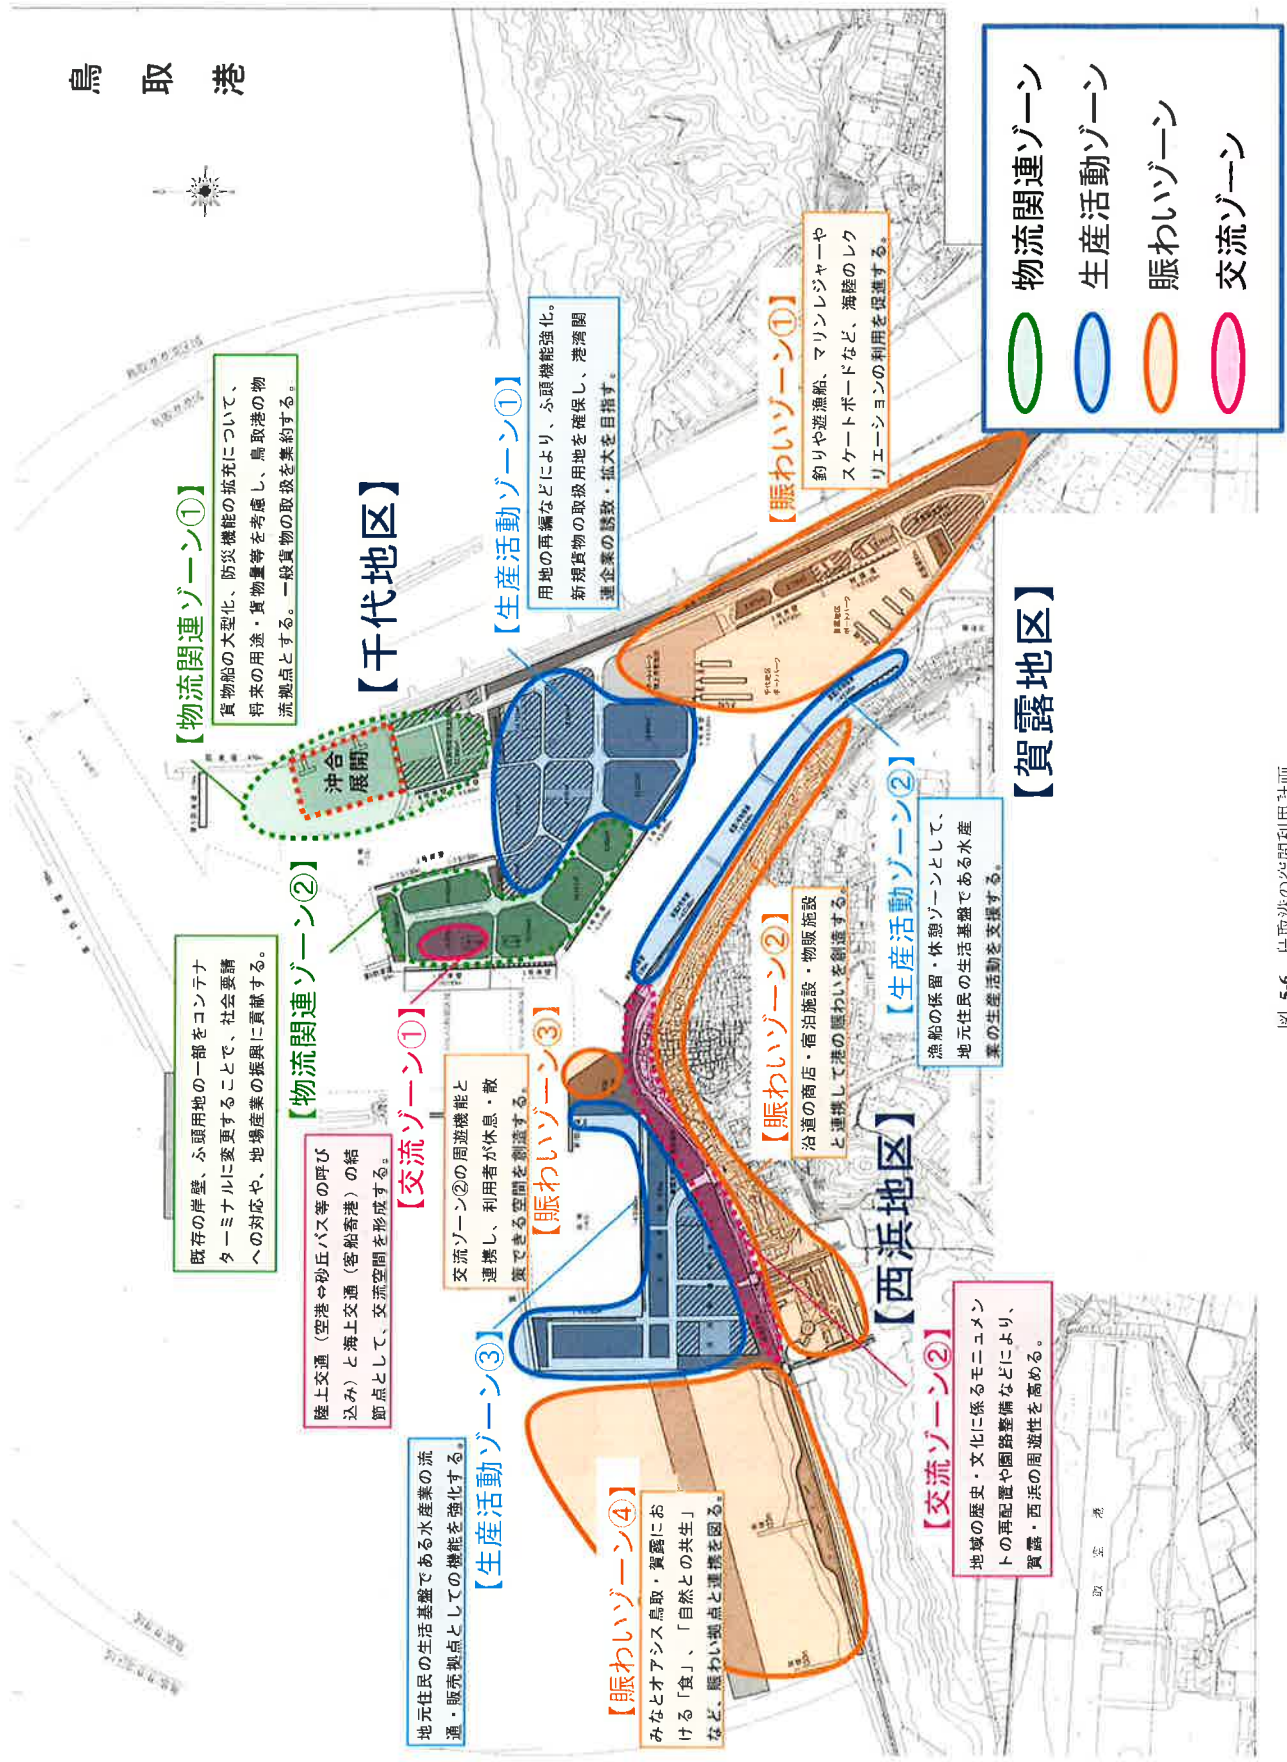 鳥取港
【物流関連ゾーン①】
貨物船の大型化、防災機能の拡充について、
将来の用途・貨物量等を考慮し、鳥取港の物
流拠点とする。一般貨物の取扱を集約する。
【千代地区】
沖合
展開
【生産活動ゾーン①】
用地の再編などにより、ふ頭機能強化。
新規貨物の取扱用地を確保し、港湾関
連企業の誘致・拡大を目指す。
【賑わいゾーン①】
釣りや遊漁船、マリンレジャーや
スケートボードなど、海陸のレク
リエーションの利用を促進する。
【物流関連ゾーン②】
既存の岸壁、ふ頭用地の一部をコンテナ
ターミナルに変更することで、社会要請
への対応や、地場産業の振興に貢献する。
【交流ゾーン①】
陸上交通（空港⇔砂丘バス等の呼び
込み）と海上交通（客船寄港）の結
節点として、交流空間を形成する。
【賑わいゾーン③】
交流ゾーン②の周遊機能と
連携し、利用者が休息・散
策できる空間を創造する。
【賑わいゾーン②】
沿道の商店・宿泊施設・物販施設
と連携して港の賑わいを創造する。
【生産活動ゾーン②】
漁船の係留・休憩ゾーンとして、
地元住民の生活基盤である水産
業の生産活動を支援する。
【賀露地区】
【西浜地区】
【生産活動ゾーン③】
地元住民の生活基盤である水産業の流
通・販売拠点としての機能を強化する。
【賑わいゾーン④】
みなとオアシス鳥取・賀露にお
ける「食」、「自然との共生」
など、賑わい拠点と連携を図る。
【交流ゾーン②】
地域の歴史・文化に係るモニュメン
トの再配置や園路整備などにより、
賀露・西浜の周遊性を高める。
物流関連ゾーン
生産活動ゾーン
賑わいゾーン
交流ゾーン